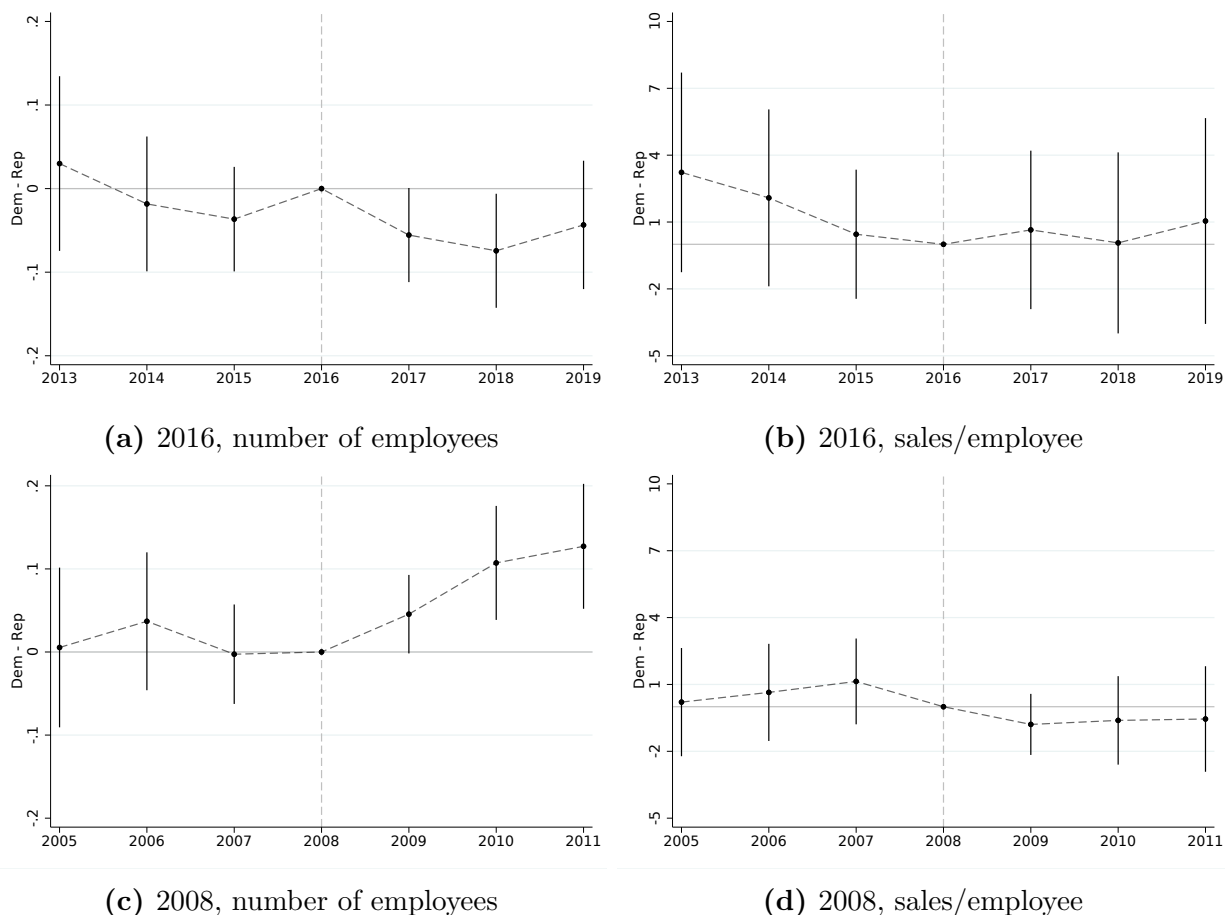 .2
.1
0
-.1
-.2
Dem - Rep
2013 2014 2015 2016 2017 2018 2019
(a) 2016, number of employees
10
7
4
1
-2
-5
Dem - Rep
2013 2014 2015 2016 2017 2018 2019
(b) 2016, sales/employee
.2
.1
0
-.1
-.2
Dem - Rep
2005 2006 2007 2008 2009 2010 2011
(c) 2008, number of employees
10
7
4
1
-2
-5
Dem - Rep
2005 2006 2007 2008 2009 2010 2011
(d) 2008, sales/employee